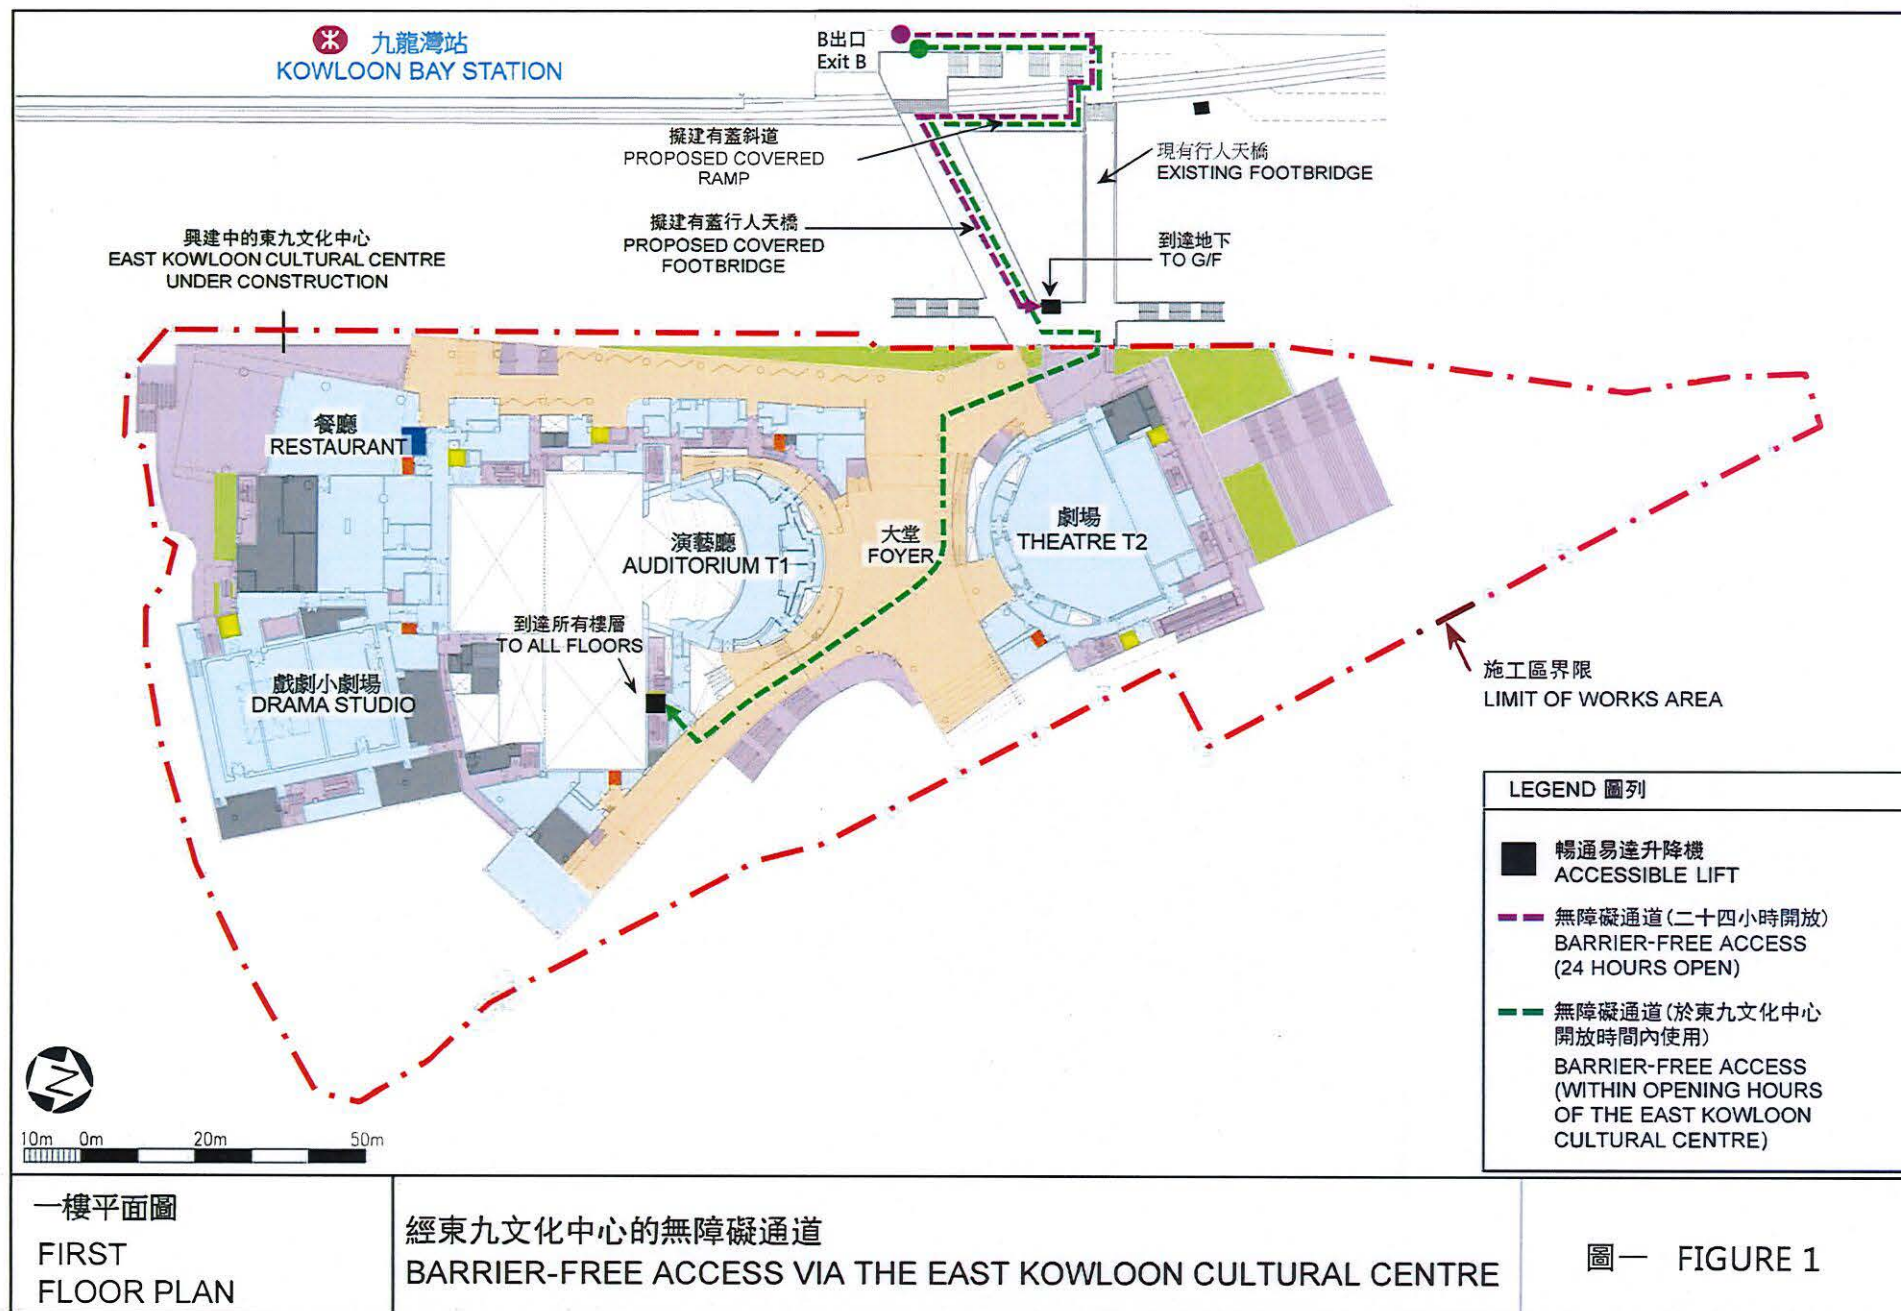 九龍灣站
KOWLOON BAY STATION
B出口
Exit B
擬建有蓋斜道
PROPOSED COVERED
RAMP
現有行人天橋
EXISTING FOOTBRIDGE
擬建有蓋行人天橋
PROPOSED COVERED
FOOTBRIDGE
到達地下
TO G/F
興建中的東九文化中心
EAST KOWLOON CULTURAL CENTRE
UNDER CONSTRUCTION
餐廳
RESTAURANT
演藝廳
AUDITORIUM T1
大堂
FOYER
劇場
THEATRE T2
到達所有樓層
TO ALL FLOORS
戲劇小劇場
DRAMA STUDIO
施工區界限
LIMIT OF WORKS AREA
LEGEND 圖列
暢通易達升降機
ACCESSIBLE LIFT
無障礙通道(二十四小時開放)
BARRIER-FREE ACCESS
(24 HOURS OPEN)
無障礙通道(於東九文化中心
開放時間內使用)
BARRIER-FREE ACCESS
(WITHIN OPENING HOURS
OF THE EAST KOWLOON
CULTURAL CENTRE)
N
10m 0m 20m 50m
一樓平面圖
FIRST
FLOOR PLAN
經東九文化中心的無障礙通道
BARRIER-FREE ACCESS VIA THE EAST KOWLOON CULTURAL CENTRE
圖一 FIGURE 1